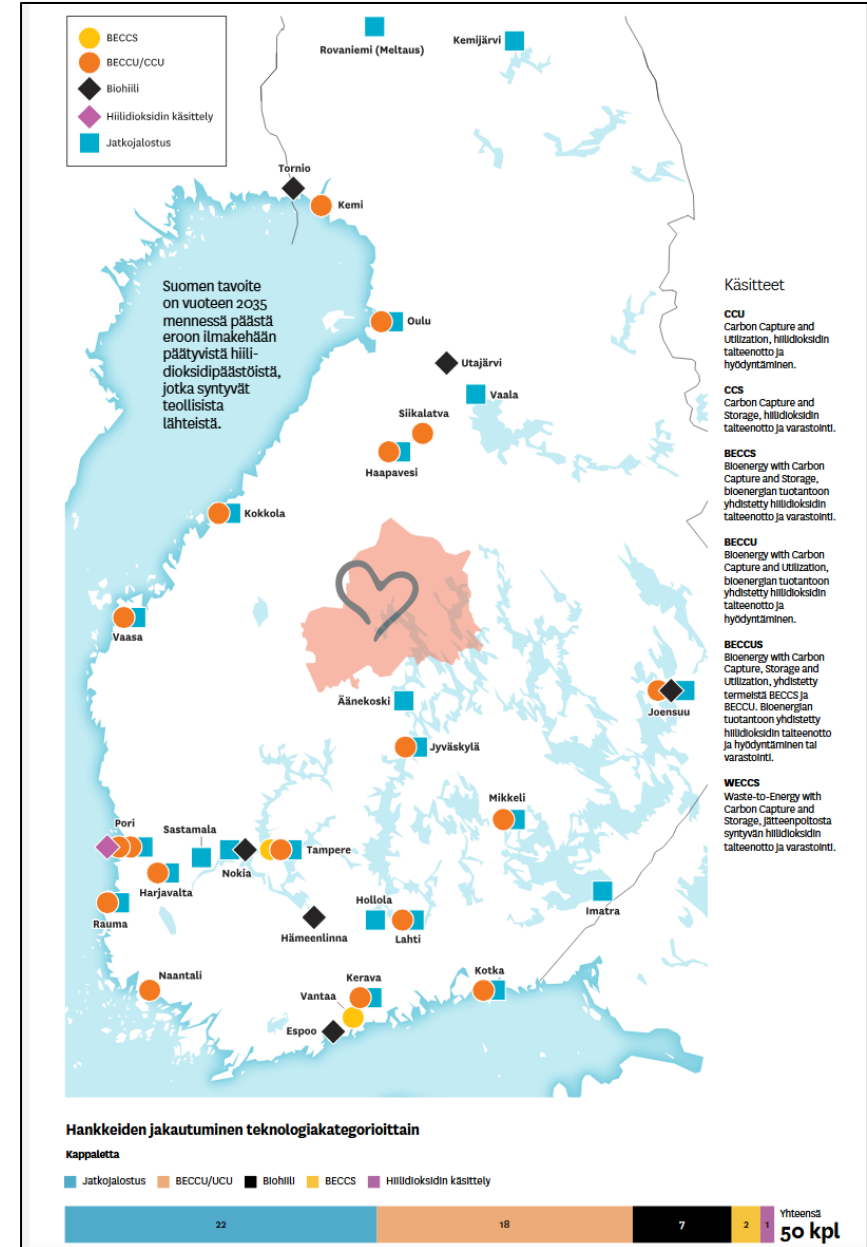 BECCS
BECCU/CCU
Biohiili
Hiilidioksidin käsittely
Jatkojalostus
Rovaniemi (Meltaus)
Kemijärvi
Tornio
Kemi
Suomen tavoite
on vuoteen 2035
mennessä päästä
eroon ilmakehään
päätyvistä hiili-
dioksidipäästöistä,
jotka syntyvät
teollisista
lähteistä.
Oulu
Utajärvi
Vaala
Siikalatva
Haapavesi
Kokkola
Vaasa
Äänekoski
Joensuu
Jyväskylä
Mikkeli
Pori
Sastamala
Nokia
Tampere
Harjavalta
Rauma
Hämeenlinna
Hollola
Lahti
Imatra
Naantali
Kerava
Vantaa
Espoo
Kotka
Käsitteet
CCU
Carbon Capture and
Utilization, hiilidioksidin
talteenotto ja
hyödyntäminen.
CCS
Carbon Capture and
Storage, hiilidioksidin
talteenotto ja varastointi.
BECCS
Bioenergy with Carbon
Capture and Storage,
bioenergian tuotantoon
yhdistetty hiilidioksidin
talteenotto ja varastointi.
BECCU
Bioenergy with Carbon
Capture and Utilization,
bioenergian tuotantoon
yhdistetty hiilidioksidin
talteenotto ja
hyödyntäminen.
BECCUS
Bioenergy with Carbon
Capture, Storage and
Utilization, yhdistetty
termeistä BECCS ja
BECCU. Bioenergian
tuotantoon yhdistetty
hiilidioksidin talteenotto
ja hyödyntäminen tai
varastointi.
WECCS
Waste-to-Energy with
Carbon Capture and
Storage, jätteenpoltosta
syntyvän hiilidioksidin
talteenotto ja varastointi.
Hankkeiden jakautuminen teknologiakategorioittain
Kappaletta
Jatkojalostus BECCU/UCU Biohiili BECCS Hiilidioksidin käsittely
22 18 7 2 1
Yhteensä
50 kpl